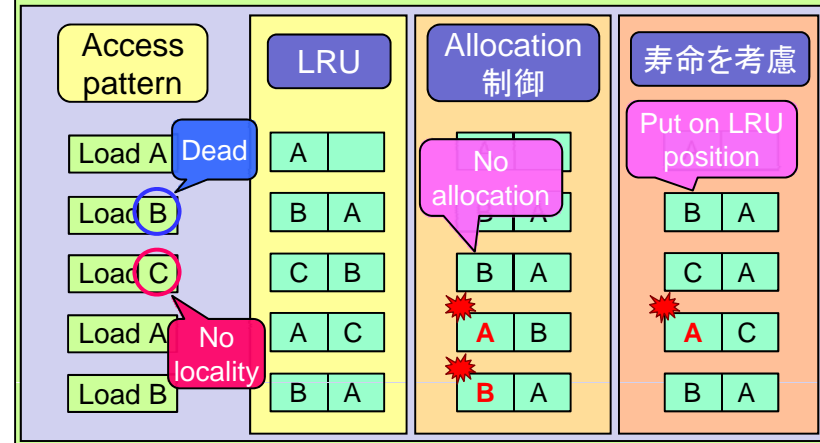 Access
pattern
LRU
Allocation
制御
寿命を考慮
Load A
Dead
A
No
allocation
Put on LRU
position
Load B
B A
B A
B A
Load C
C B
B A
C A
Load A
No
locality
A C
A B
A C
Load B
B A
B A
B A